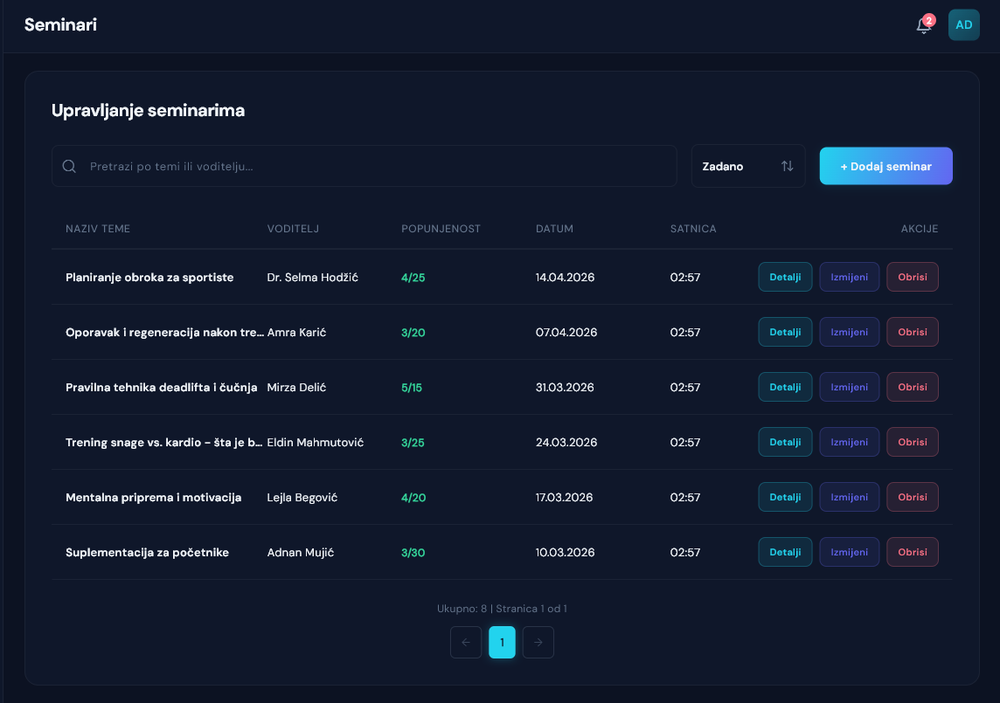 Seminari
2
AD
Upravljanje seminarima
Pretrazi po temi ili voditelju...
Zadano
+ Dodaj seminar
NAZIV TEME VODITELJ POPUNJENOST DATUM SATNICA AKCIJE
Planiranje obroka za sportiste Dr. Selma Hodžić 4/25 14.04.2026 02:57 Detalji Izmijeni Obrisi
Oporavak i regeneracija nakon tre... Amra Karić 3/20 07.04.2026 02:57 Detalji Izmijeni Obrisi
Pravilna tehnika deadlifta i čučnja Mirza Delić 5/15 31.03.2026 02:57 Detalji Izmijeni Obrisi
Trening snage vs. kardio - šta je b... Eldin Mahmutović 3/25 24.03.2026 02:57 Detalji Izmijeni Obrisi
Mentalna priprema i motivacija Lejla Begović 4/20 17.03.2026 02:57 Detalji Izmijeni Obrisi
Suplementacija za početnike Adnan Mujić 3/30 10.03.2026 02:57 Detalji Izmijeni Obrisi
Ukupno: 8 | Stranica 1 od 1
← 1 →